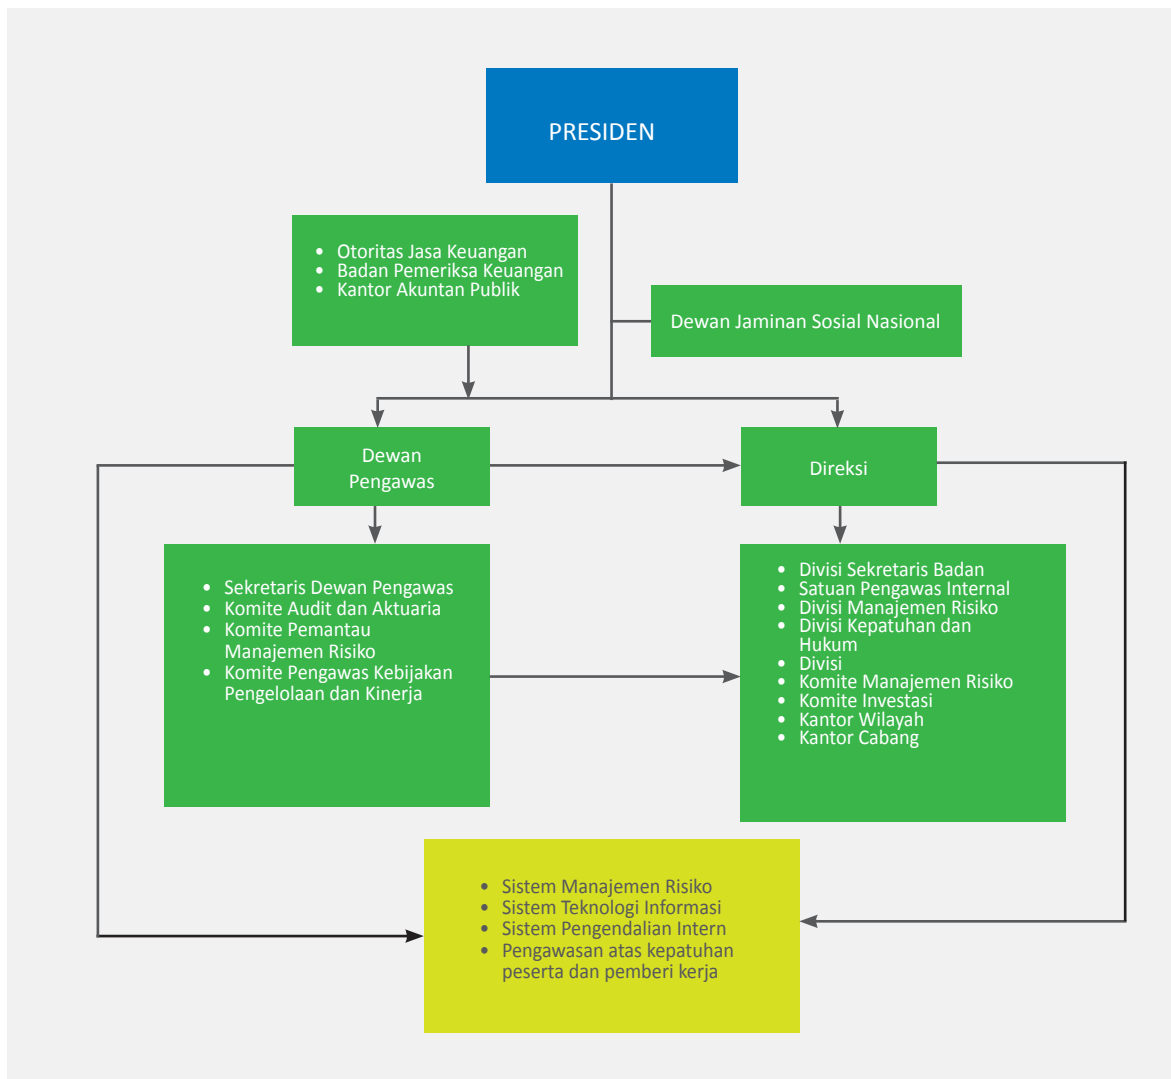 PRESIDEN
• Otoritas Jasa Keuangan
• Badan Pemeriksa Keuangan
• Kantor Akuntan Publik
Dewan Jaminan Sosial Nasional
Dewan
Pengawas
Direksi
• Sekretaris Dewan Pengawas
• Komite Audit dan Aktuaria
• Komite Pemantau
Manajemen Risiko
• Komite Pengawas Kebijakan
Pengelolaan dan Kinerja
• Divisi Sekretaris Badan
• Satuan Pengawas Internal
• Divisi Manajemen Risiko
• Divisi Kepatuhan dan
Hukum
• Divisi
• Komite Manajemen Risiko
• Komite Investasi
• Kantor Wilayah
• Kantor Cabang
• Sistem Manajemen Risiko
• Sistem Teknologi Informasi
• Sistem Pengendalian Intern
• Pengawasan atas kepatuhan
peserta dan pemberi kerja